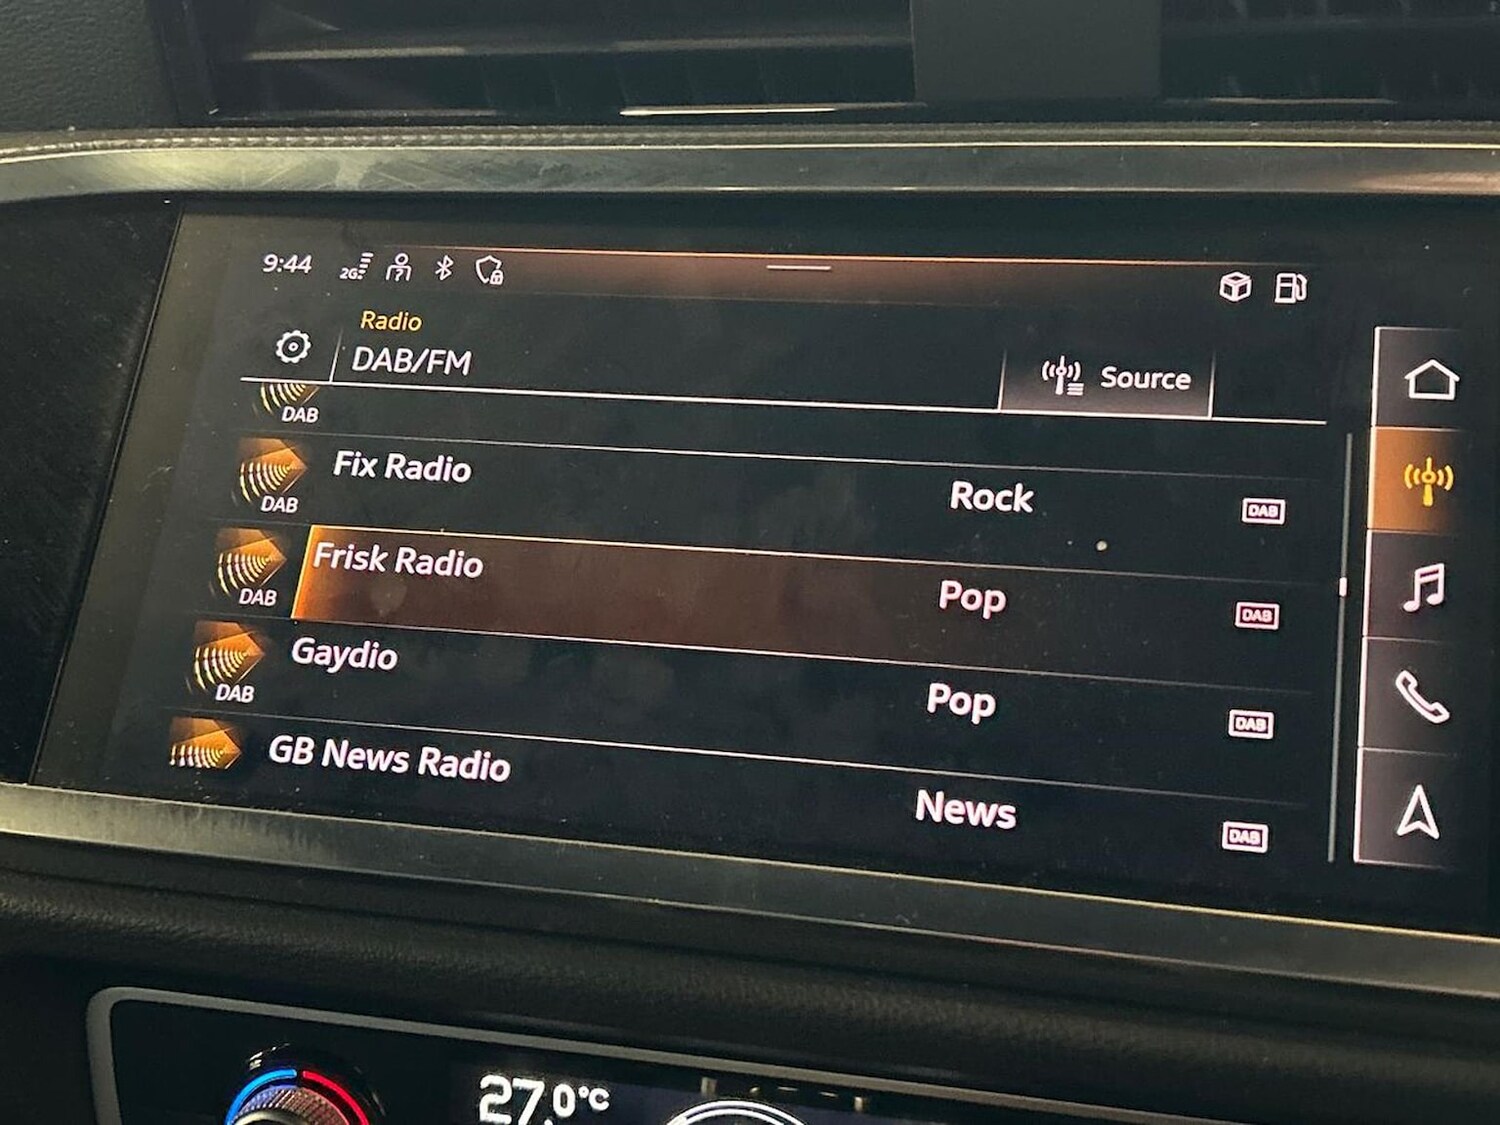 9:44 2G
Radio
DAB/FM
Source
DAB
Fix Radio Rock DAB
DAB
Frisk Radio Pop DAB
DAB
Gaydio Pop DAB
DAB
GB News Radio News DAB
27.0°C